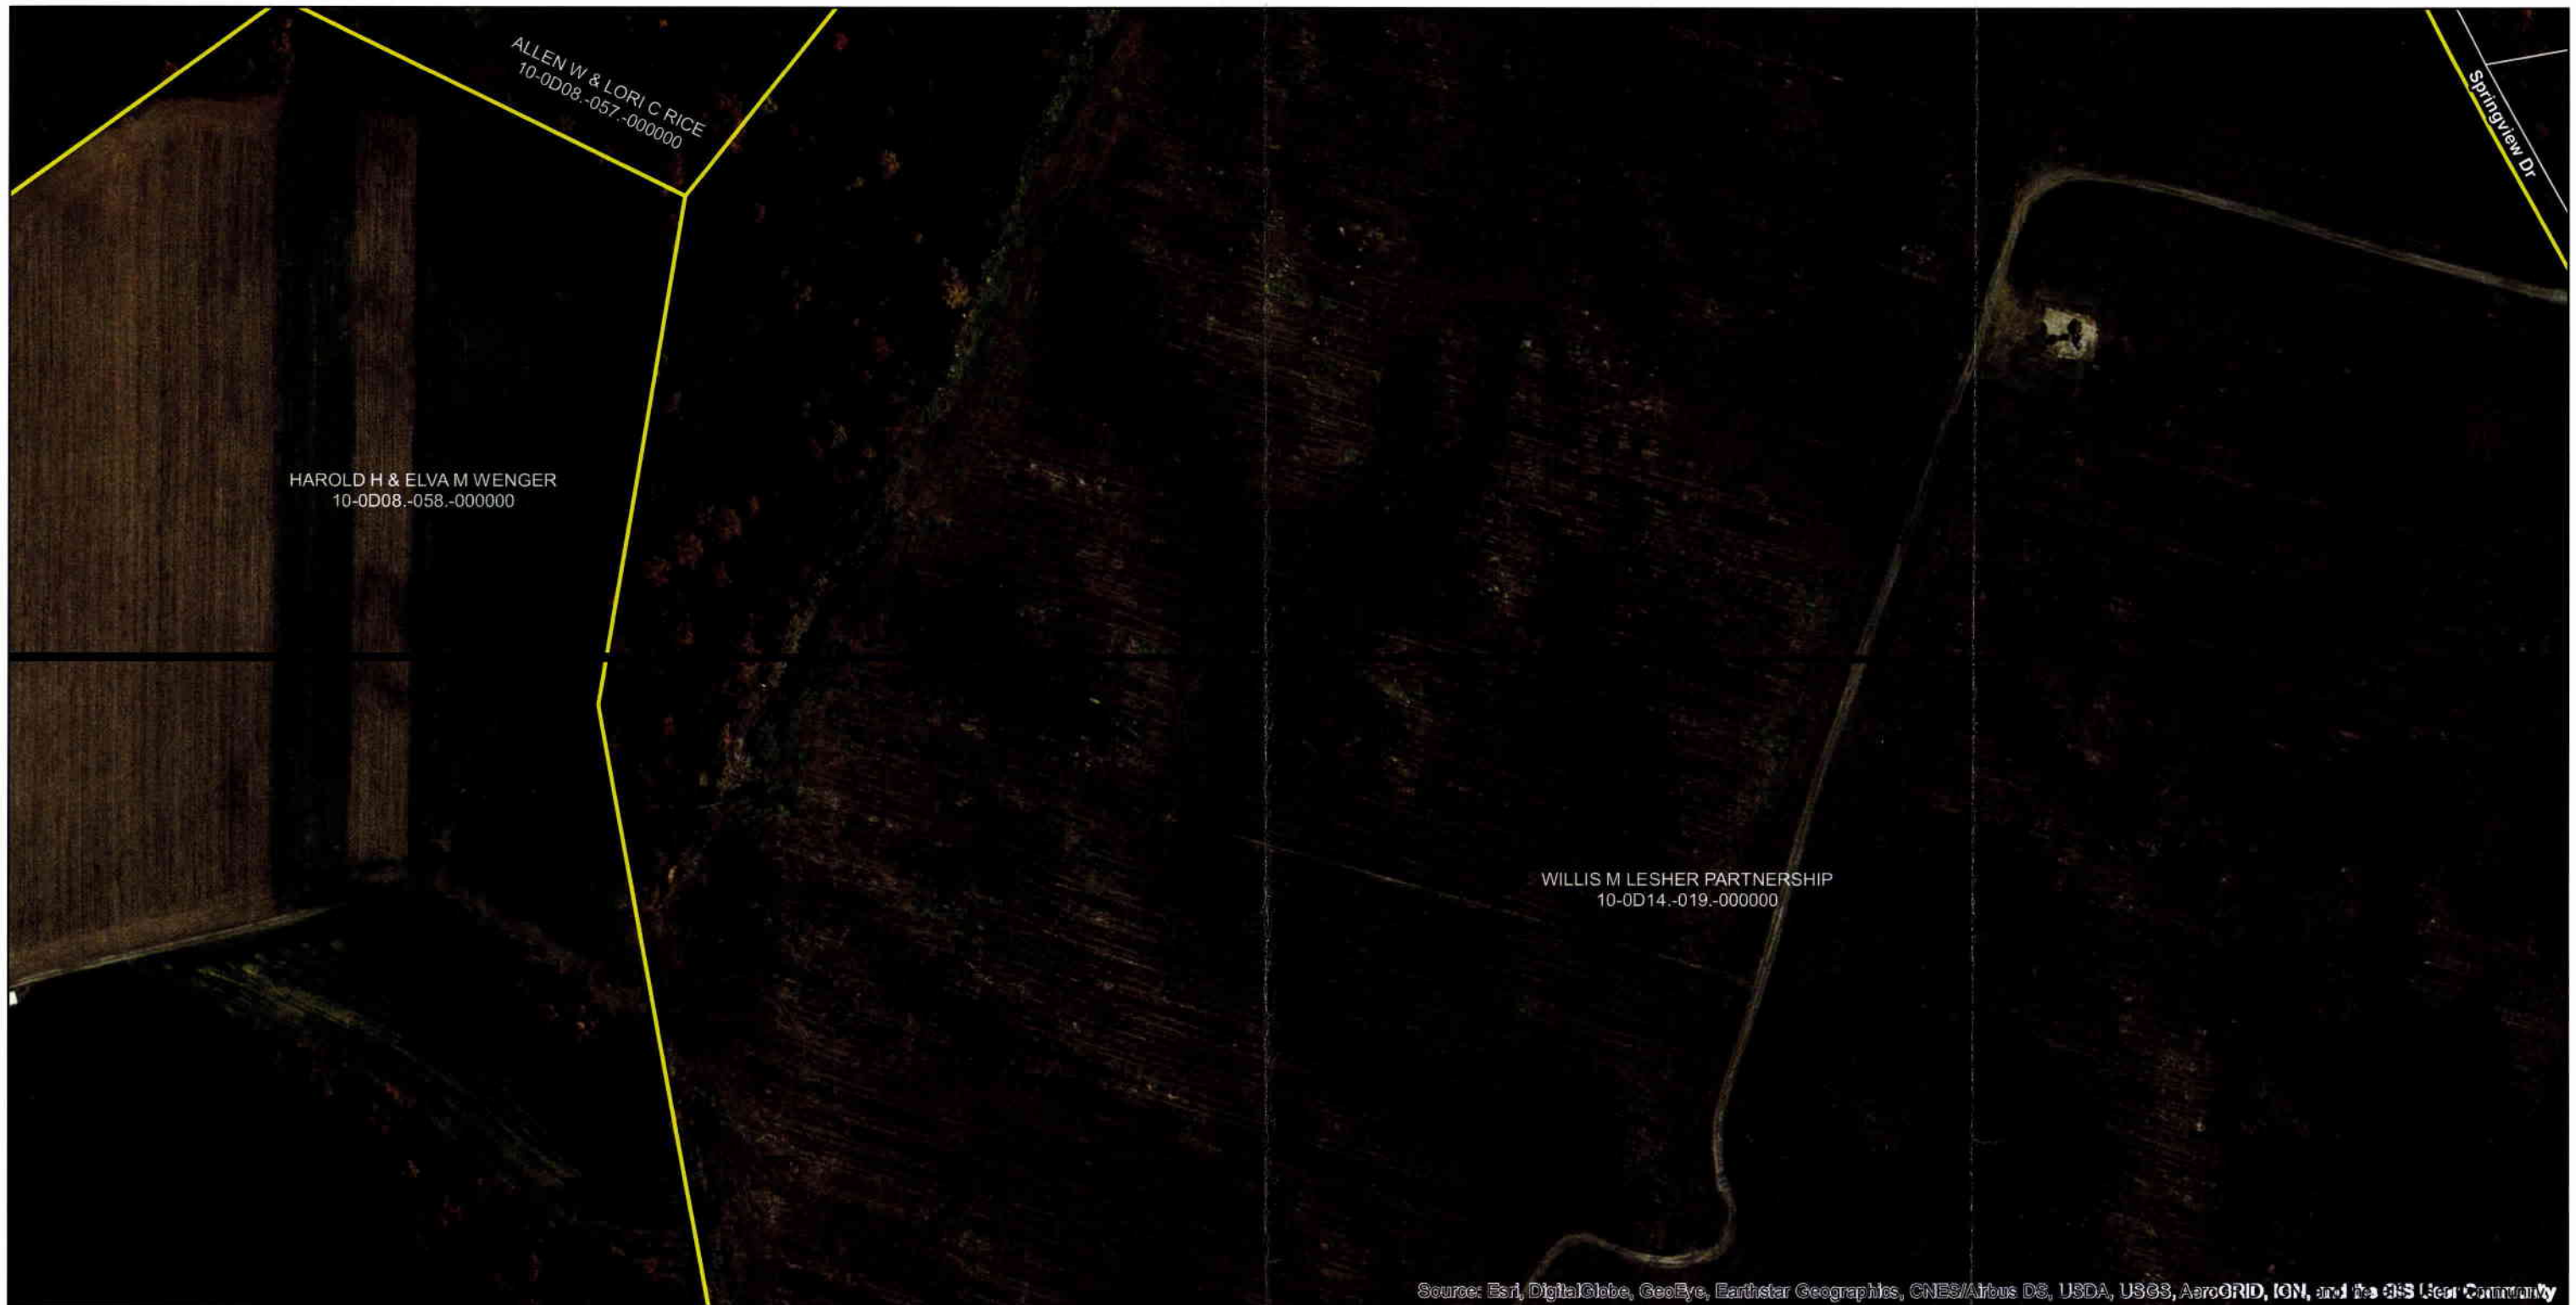 ALLEN W & LORI C RICE
10-0D08.-057.-000000
Springview Dr
HAROLD H & ELVA M WENGER
10-0D08.-058.-000000
WILLIS M LESHER PARTNERSHIP
10-0D14.-019.-000000
Source: Esri, DigitalGlobe, GeoEye, Earthstar Geographics, CNES/Airbus DS, USDA, USGS, AeroGRID, IGN, and the GIS User Community